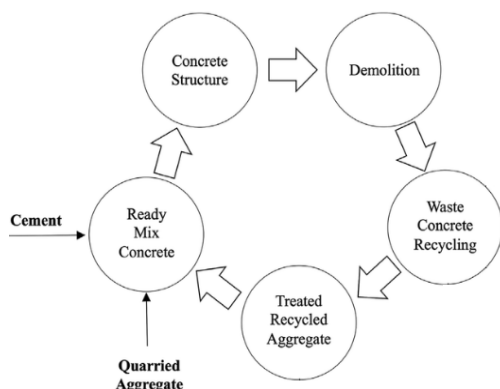 Concrete
Structure
Demolition
Waste
Concrete
Recycling
Treated
Recycled
Aggregate
Ready
Mix
Concrete
Cement
Quarried
Aggregate